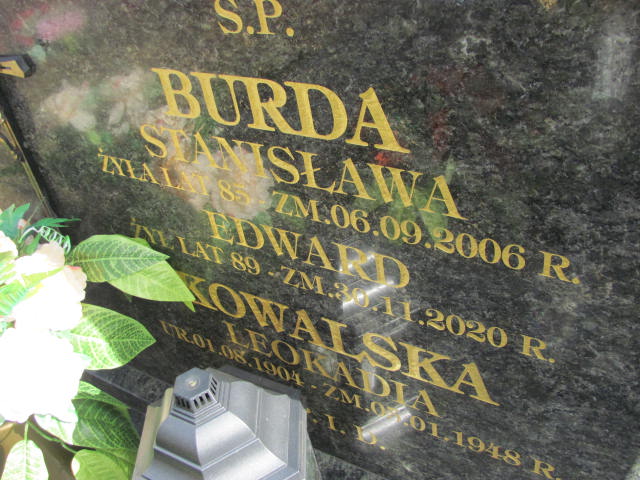 S.P.
BURDA
STANISŁAWA
ŻYŁA LAT 85 - ZM.06.09.2006 R.
EDWARD
ŻYŁ LAT 89 - ZM.30.11.2020 R.
KOWALSKA
LEOKADIA
UR.01.08.1904 - ZM. .01.1948 R.
I. D.